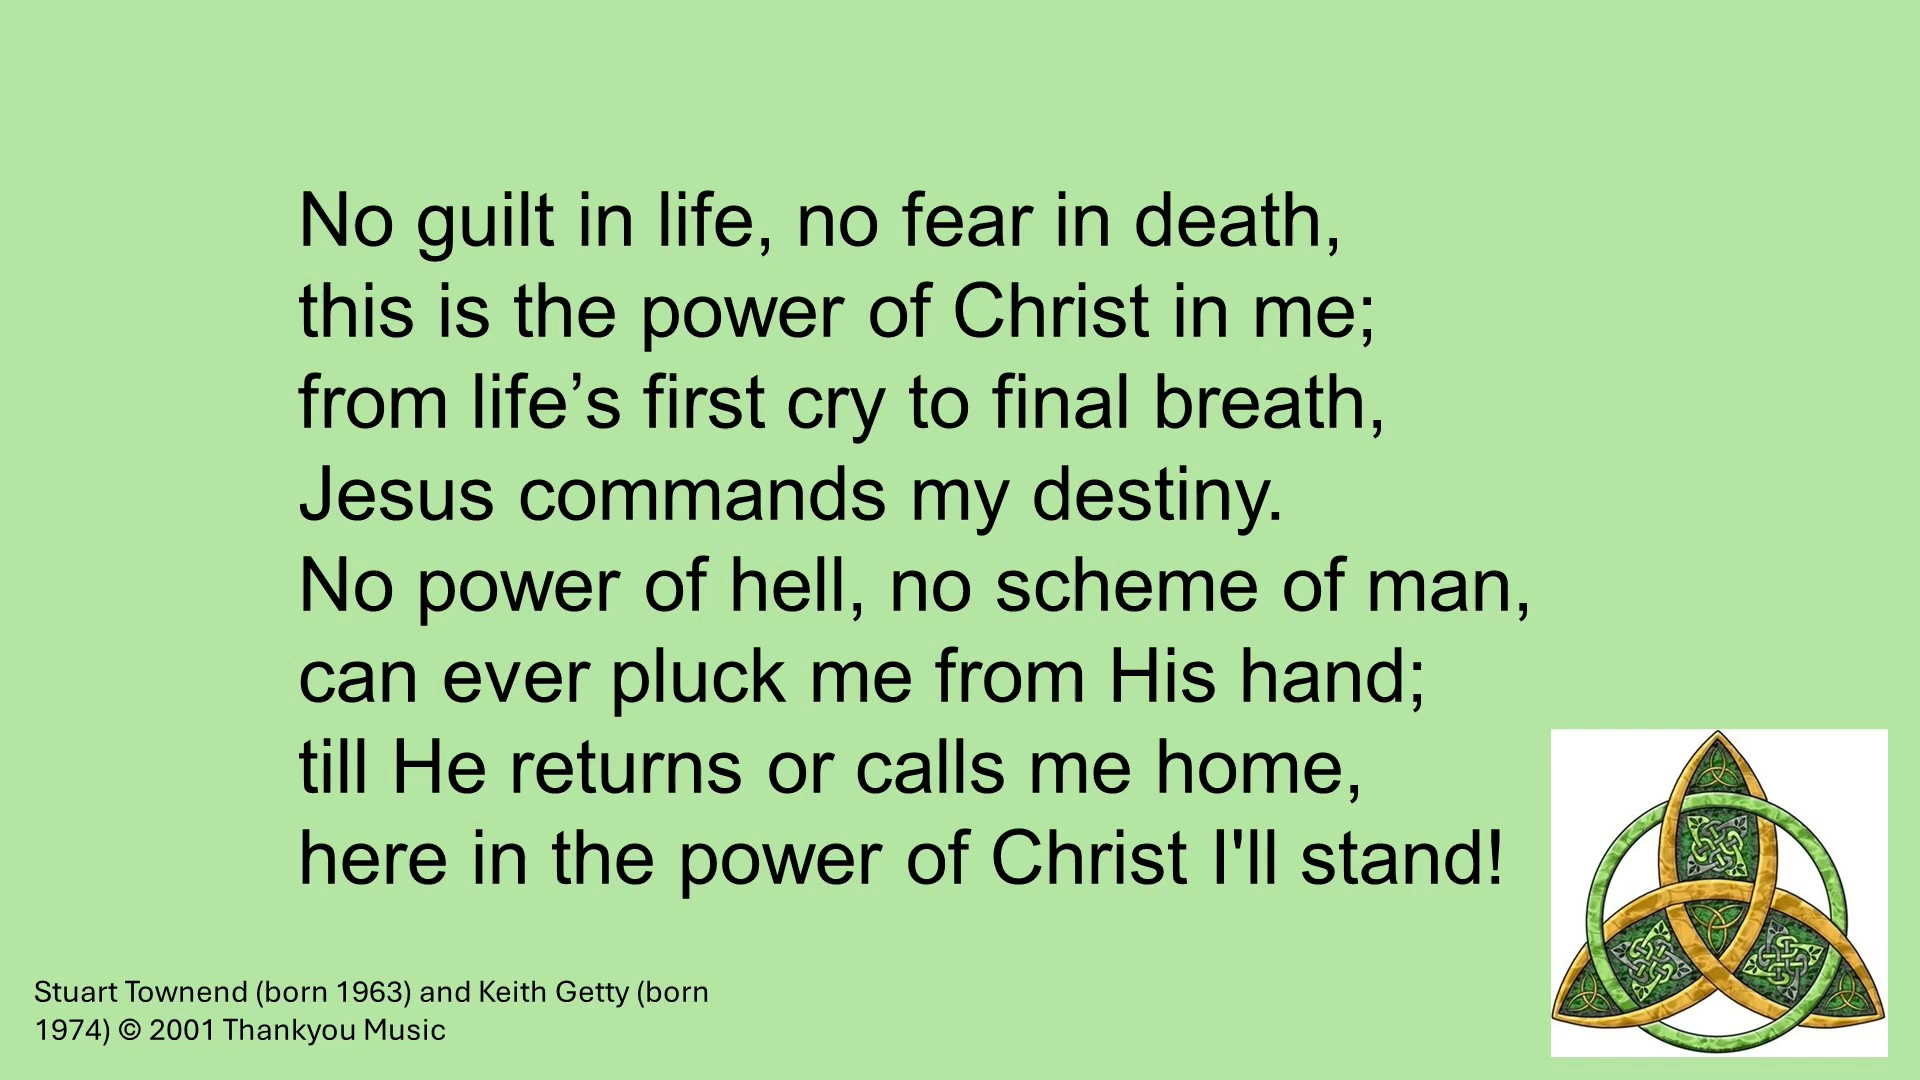 No guilt in life, no fear in death,
this is the power of Christ in me;
from life’s first cry to final breath,
Jesus commands my destiny.
No power of hell, no scheme of man,
can ever pluck me from His hand;
till He returns or calls me home,
here in the power of Christ I'll stand!
Stuart Townend (born 1963) and Keith Getty (born
1974) © 2001 Thankyou Music